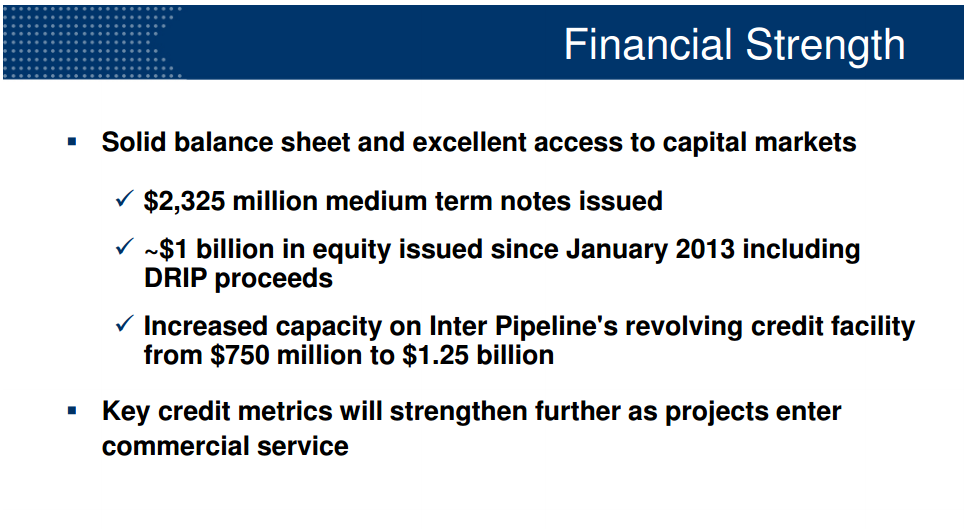 Financial Strength
▪ Solid balance sheet and excellent access to capital markets
✓ $2,325 million medium term notes issued
✓ ~$1 billion in equity issued since January 2013 including
DRIP proceeds
✓ Increased capacity on Inter Pipeline's revolving credit facility
from $750 million to $1.25 billion
▪ Key credit metrics will strengthen further as projects enter
commercial service